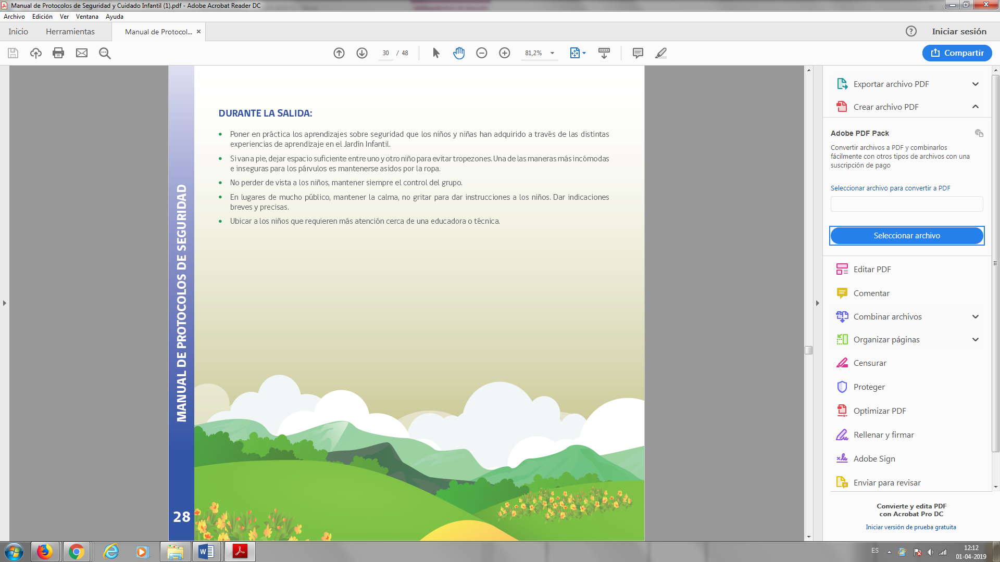 Manual de Protocolos de Seguridad y Cuidado Infantil (1).pdf - Adobe Acrobat Reader DC
Archivo Edición Ver Ventana Ayuda
Inicio Herramientas Manual de Protocol... Iniciar sesión
30 / 48 81,2% Compartir
DURANTE LA SALIDA:
• Poner en práctica los aprendizajes sobre seguridad que los niños y niñas han adquirido a través de las distintas
experiencias de aprendizaje en el Jardín Infantil.
• Si van a pie, dejar espacio suficiente entre uno y otro niño para evitar tropezones. Una de las maneras más incómodas
e inseguras para los párvulos es mantenerse asidos por la ropa.
• No perder de vista a los niños, mantener siempre el control del grupo.
• En lugares de mucho público, mantener la calma, no gritar para dar instrucciones a los niños. Dar indicaciones
breves y precisas.
• Ubicar a los niños que requieren más atención cerca de una educadora o técnica.
MANUAL DE PROTOCOLOS DE SEGURIDAD
28
Exportar archivo PDF
Crear archivo PDF
Adobe PDF Pack
Convertir archivos a PDF y combinarlos
fácilmente con otros tipos de archivos con una
suscripción de pago
Seleccionar archivo para convertir a PDF
Seleccionar archivo
Editar PDF
Comentar
Combinar archivos
Organizar páginas
Censurar
Proteger
Optimizar PDF
Rellenar y firmar
Adobe Sign
Enviar para revisar
Convierte y edita PDF
con Acrobat Pro DC
Iniciar versión de prueba gratuita
ES
12:12
01-04-2019